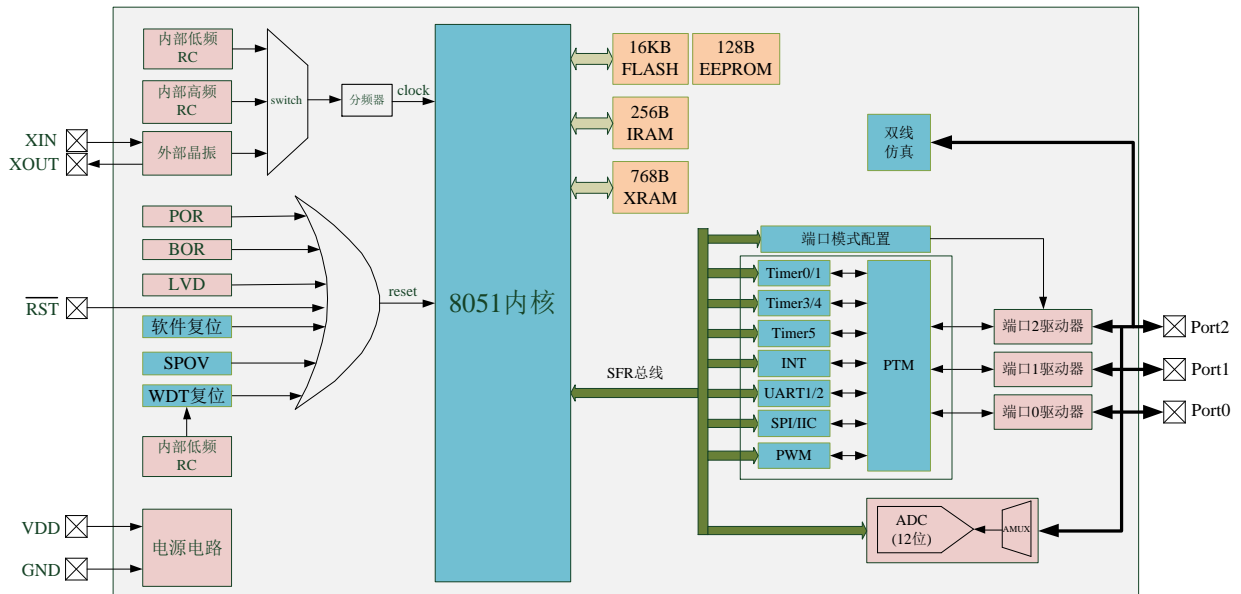 内部低频
RC
内部高频
RC
外部晶振
XIN
XOUT
switch
分频器
clock
POR
BOR
LVD
RST
软件复位
SPOV
WDT复位
内部低频
RC
reset
VDD
GND
电源电路
8051内核
16KB
FLASH
128B
EEPROM
256B
IRAM
768B
XRAM
双线
仿真
SFR总线
端口模式配置
Timer0/1
Timer3/4
Timer5
INT
UART1/2
SPI/IIC
PWM
PTM
端口2驱动器
端口1驱动器
端口0驱动器
Port2
Port1
Port0
ADC
(12位)
AMUX